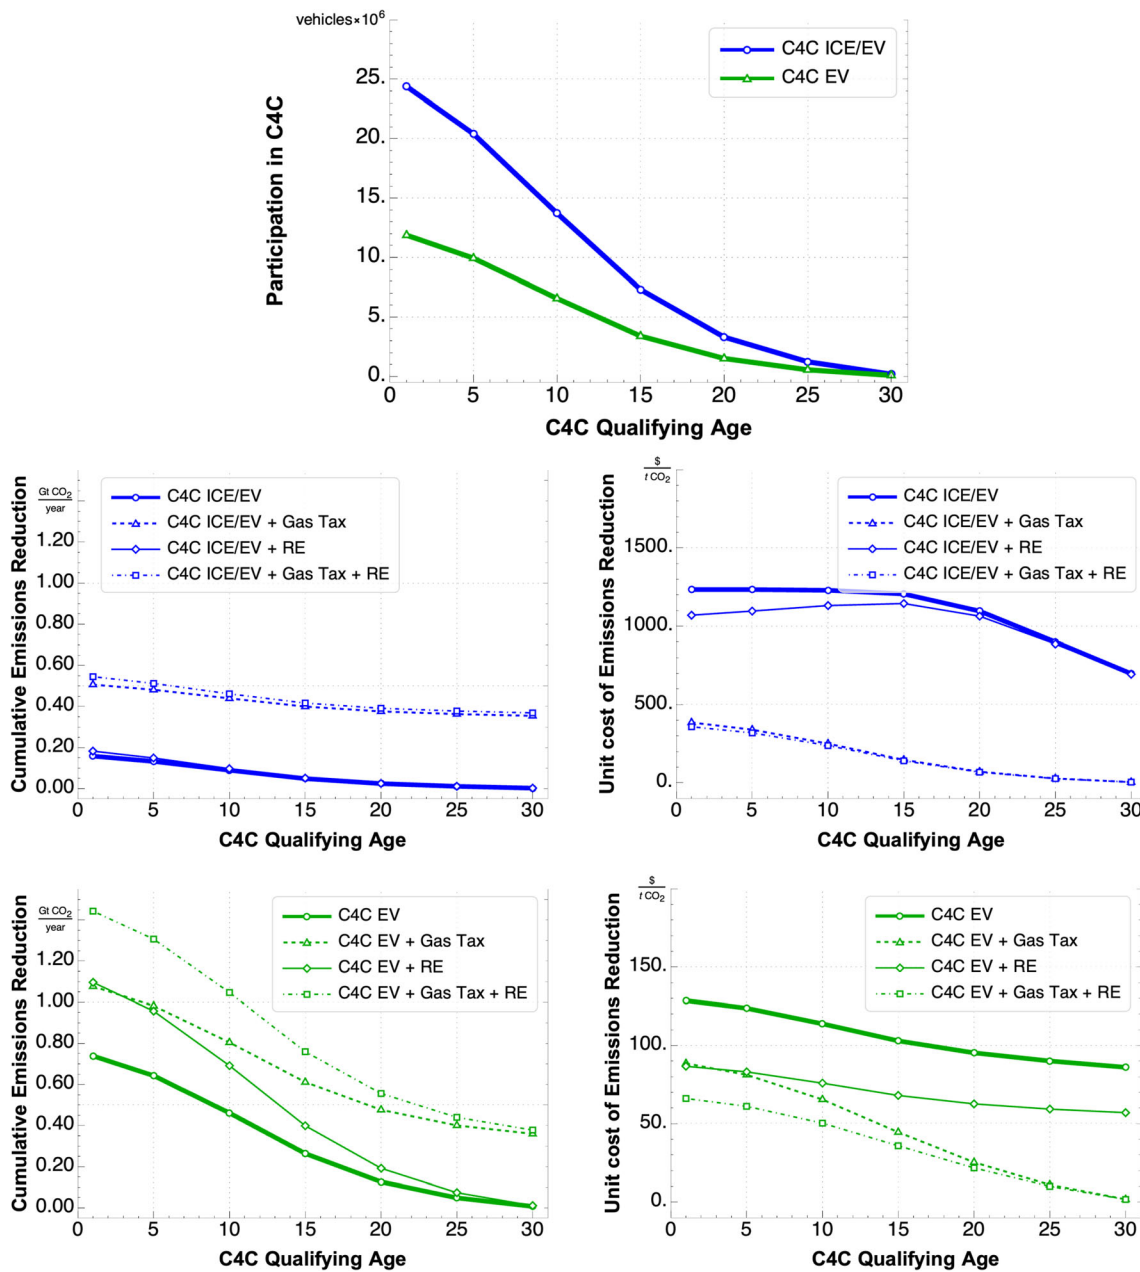 vehicles×10⁶
C4C ICE/EV
C4C EV
Participation in C4C
25.
20.
15.
10.
5.
0.
0 5 10 15 20 25 30
C4C Qualifying Age
Gt CO₂
year
C4C ICE/EV
C4C ICE/EV + Gas Tax
C4C ICE/EV + RE
C4C ICE/EV + Gas Tax + RE
Cumulative Emissions Reduction
1.20
1.00
0.80
0.60
0.40
0.20
0.00
0 5 10 15 20 25 30
C4C Qualifying Age
$
t CO₂
C4C ICE/EV
C4C ICE/EV + Gas Tax
C4C ICE/EV + RE
C4C ICE/EV + Gas Tax + RE
Unit cost of Emissions Reduction
1500.
1000.
500.
0.
0 5 10 15 20 25 30
C4C Qualifying Age
Gt CO₂
year
C4C EV
C4C EV + Gas Tax
C4C EV + RE
C4C EV + Gas Tax + RE
Cumulative Emissions Reduction
1.20
1.00
0.80
0.60
0.40
0.20
0.00
0 5 10 15 20 25 30
C4C Qualifying Age
$
t CO₂
C4C EV
C4C EV + Gas Tax
C4C EV + RE
C4C EV + Gas Tax + RE
Unit cost of Emissions Reduction
150.
100.
50.
0.
0 5 10 15 20 25 30
C4C Qualifying Age